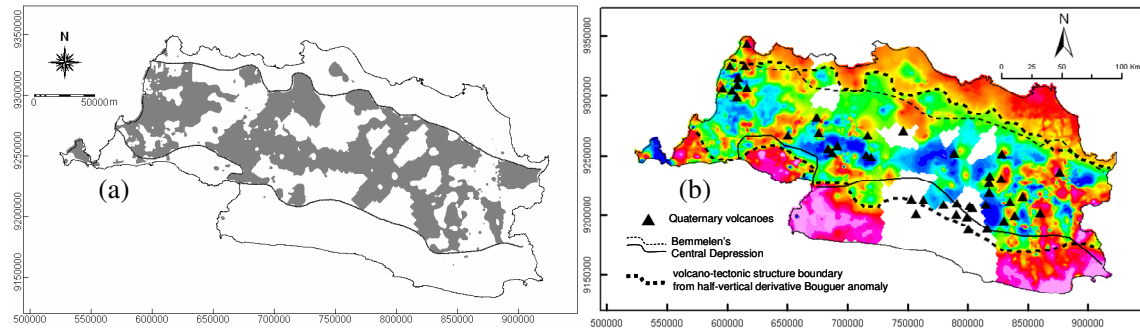 9350000
9300000
9250000
9200000
9150000
50000m
(a)
500000 550000 600000 650000 700000 750000 800000 850000 900000
N
0 25 50 100 Km
9350000
9300000
9250000
9200000
9150000
(b)
Quaternary volcanoes
Bemmelen's
Central Depression
volcano-tectonic structure boundary
from half-vertical derivative Bouguer anomaly
500000 550000 600000 650000 700000 750000 800000 850000 900000